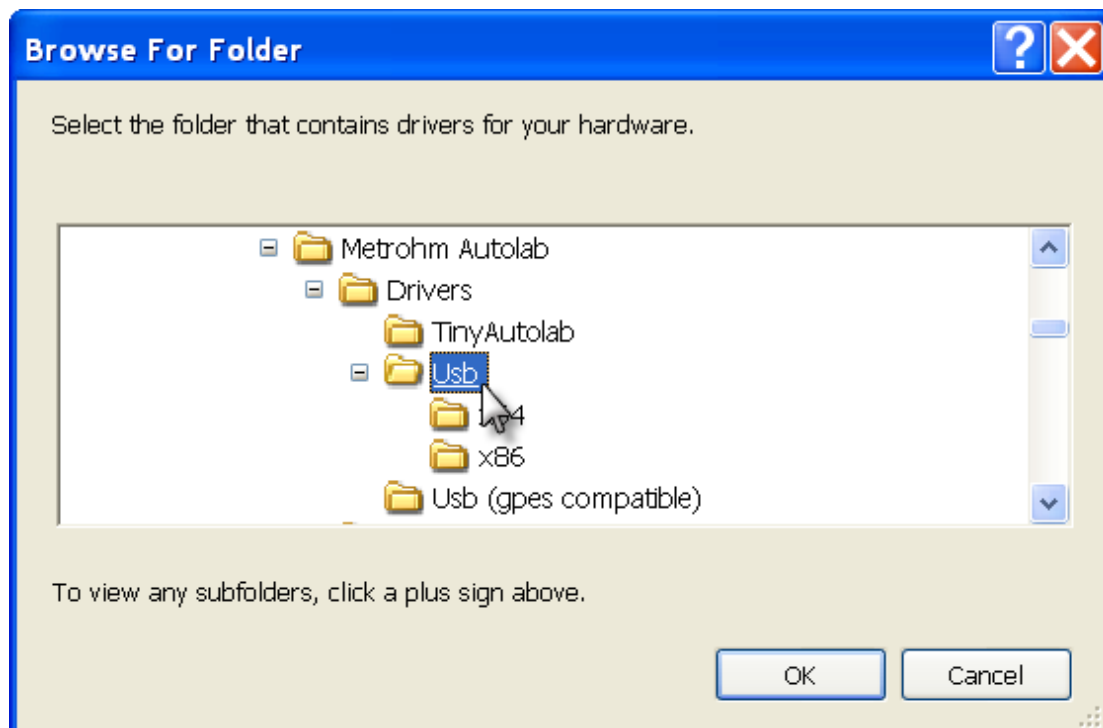 Browse For Folder
Select the folder that contains drivers for your hardware.
Metrohm Autolab
Drivers
TinyAutolab
Usb
x86
Usb (gpes compatible)
To view any subfolders, click a plus sign above.
OK Cancel